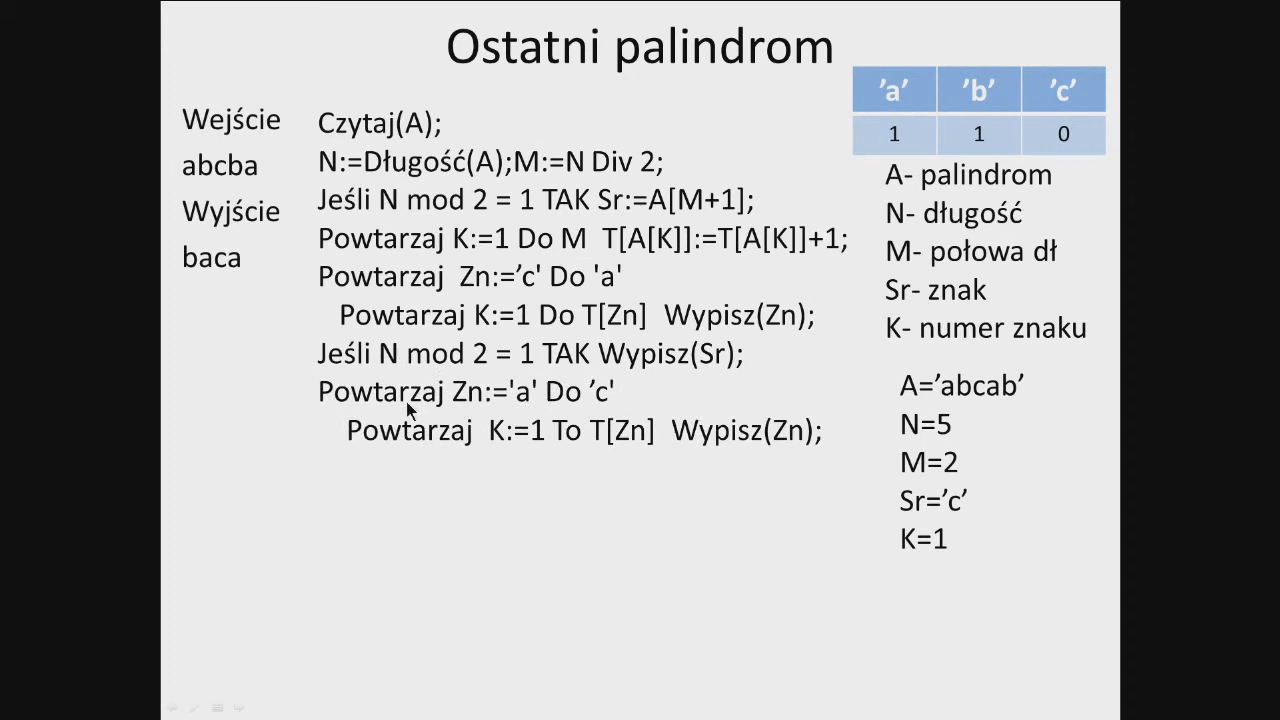 Ostatni palindrom
Wejście
abcba
Wyjście
baca
Czytaj(A);
N:=Długość(A);M:=N Div 2;
Jeśli N mod 2 = 1 TAK Sr:=A[M+1];
Powtarzaj K:=1 Do M T[A[K]]:=T[A[K]]+1;
Powtarzaj Zn:=’c' Do 'a'
Powtarzaj K:=1 Do T[Zn] Wypisz(Zn);
Jeśli N mod 2 = 1 TAK Wypisz(Sr);
Powtarzaj Zn:='a' Do ’c'
Powtarzaj K:=1 To T[Zn] Wypisz(Zn);
’a’ ’b’ ’c’
1 1 0
A- palindrom
N- długość
M- połowa dł
Sr- znak
K- numer znaku
A=’abcab’
N=5
M=2
Sr=’c’
K=1